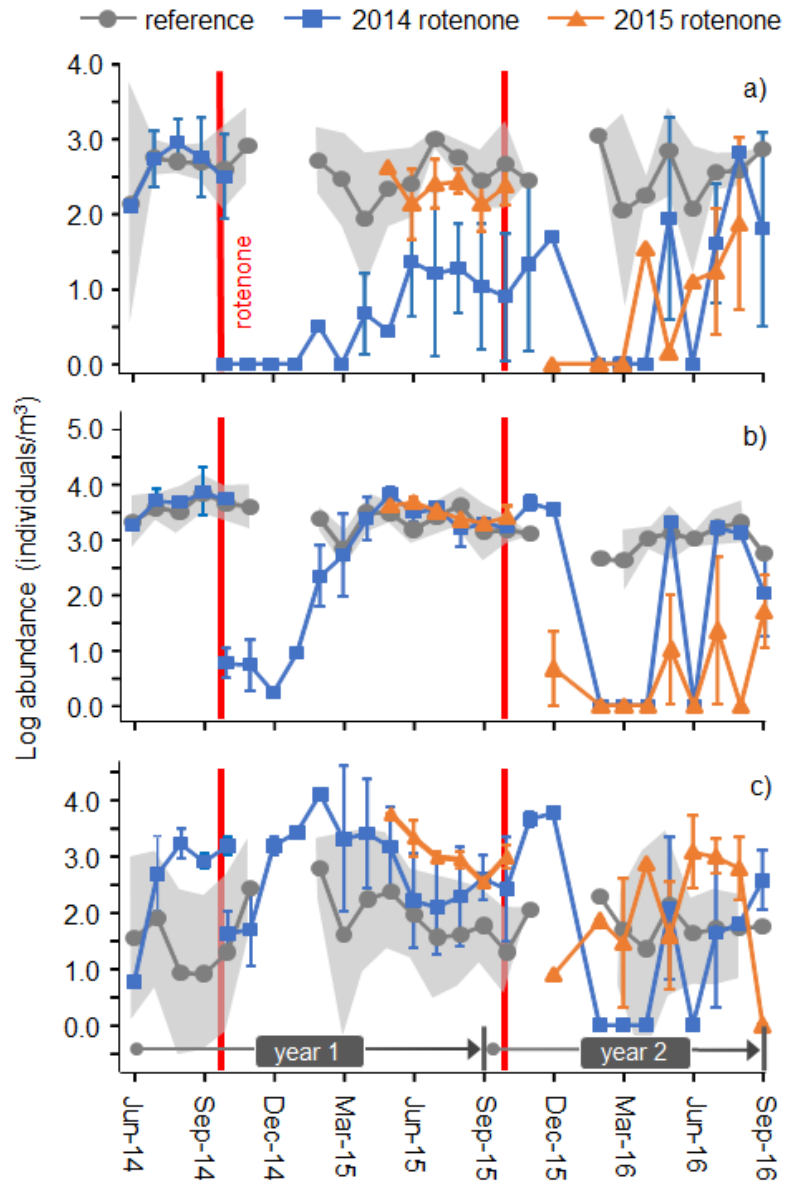 reference 2014 rotenone 2015 rotenone
Log abundance (individuals/m³)
a)
4.0
3.0
2.0
1.0
0.0
rotenone
b)
5.0
4.0
3.0
2.0
1.0
0.0
c)
4.0
3.0
2.0
1.0
0.0
year 1 year 2
Jun-14 Sep-14 Dec-14 Mar-15 Jun-15 Sep-15 Dec-15 Mar-16 Jun-16 Sep-16